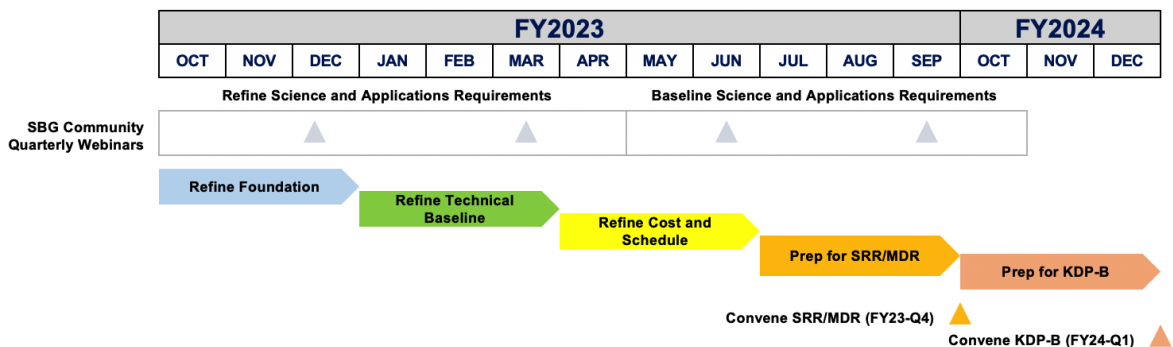 FY2023 FY2024
OCT NOV DEC JAN FEB MAR APR MAY JUN JUL AUG SEP OCT NOV DEC
Refine Science and Applications Requirements Baseline Science and Applications Requirements
SBG Community
Quarterly Webinars
Refine Foundation
Refine Technical
Baseline
Refine Cost and
Schedule
Prep for SRR/MDR
Prep for KDP-B
Convene SRR/MDR (FY23-Q4)
Convene KDP-B (FY24-Q1)